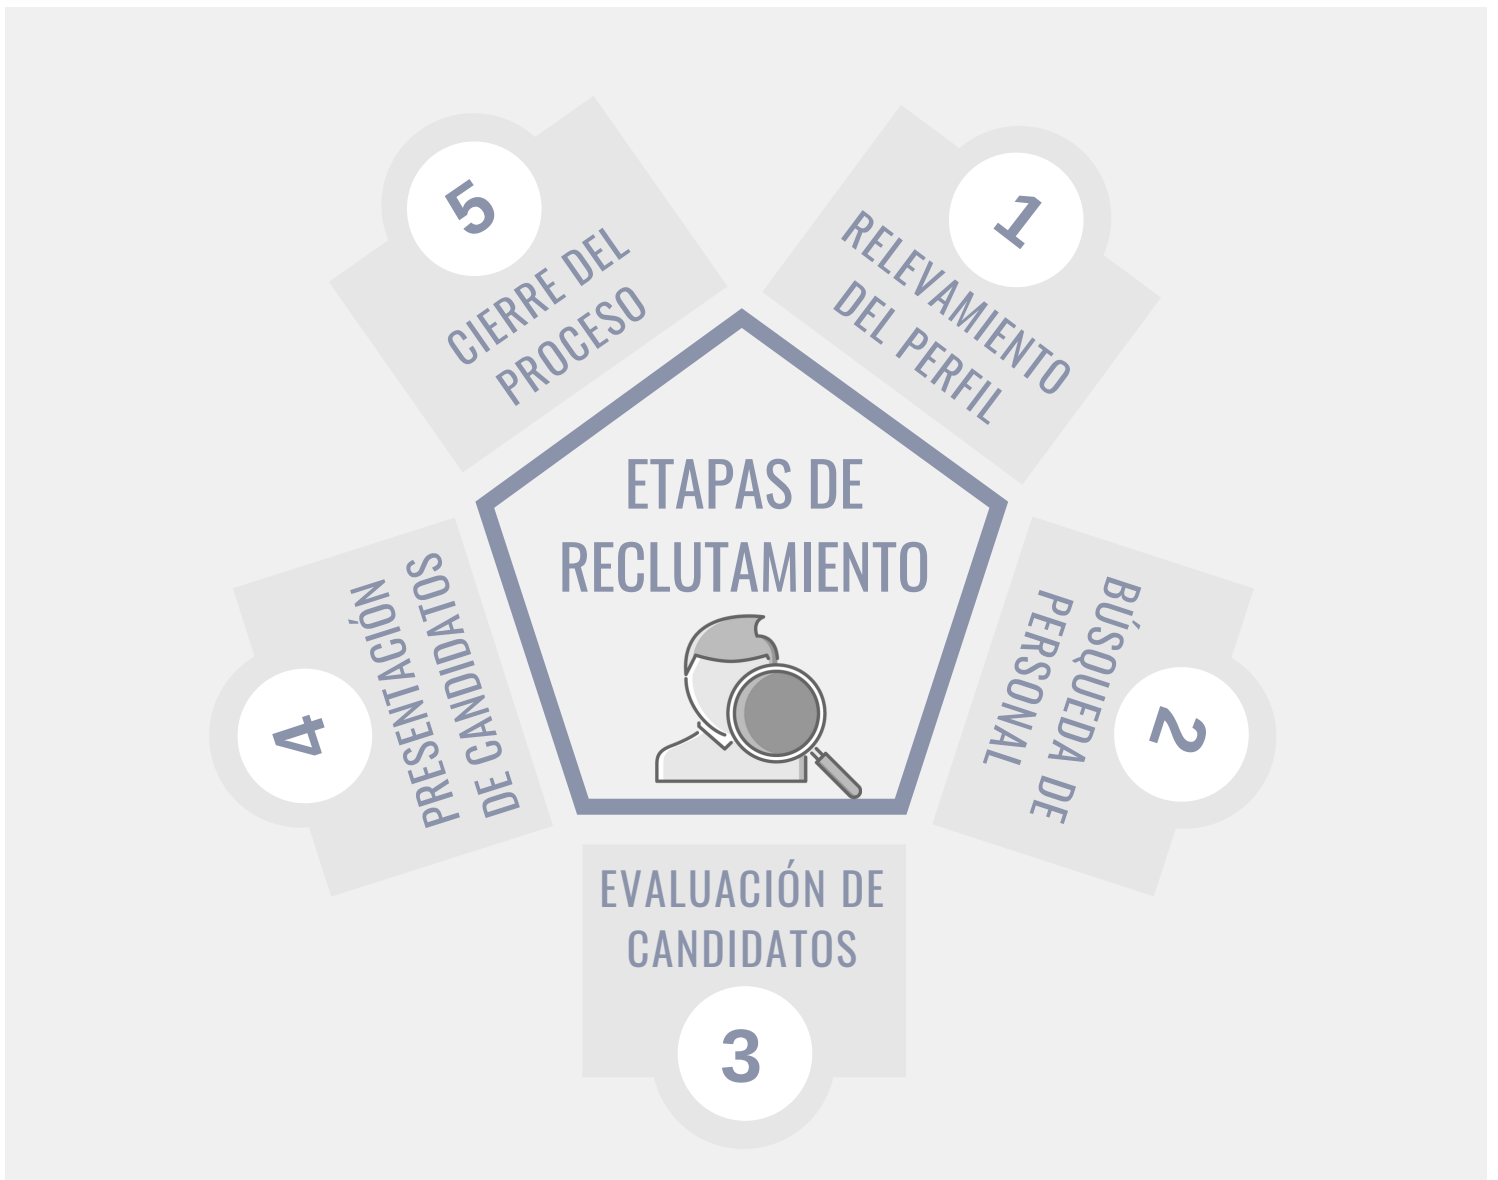 ETAPAS DE
RECLUTAMIENTO
1
RELEVAMIENTO
DEL PERFIL
2
BÚSQUEDA DE
PERSONAL
EVALUACIÓN DE
CANDIDATOS
3
4
PRESENTACIÓN
DE CANDIDATOS
5
CIERRE DEL
PROCESO